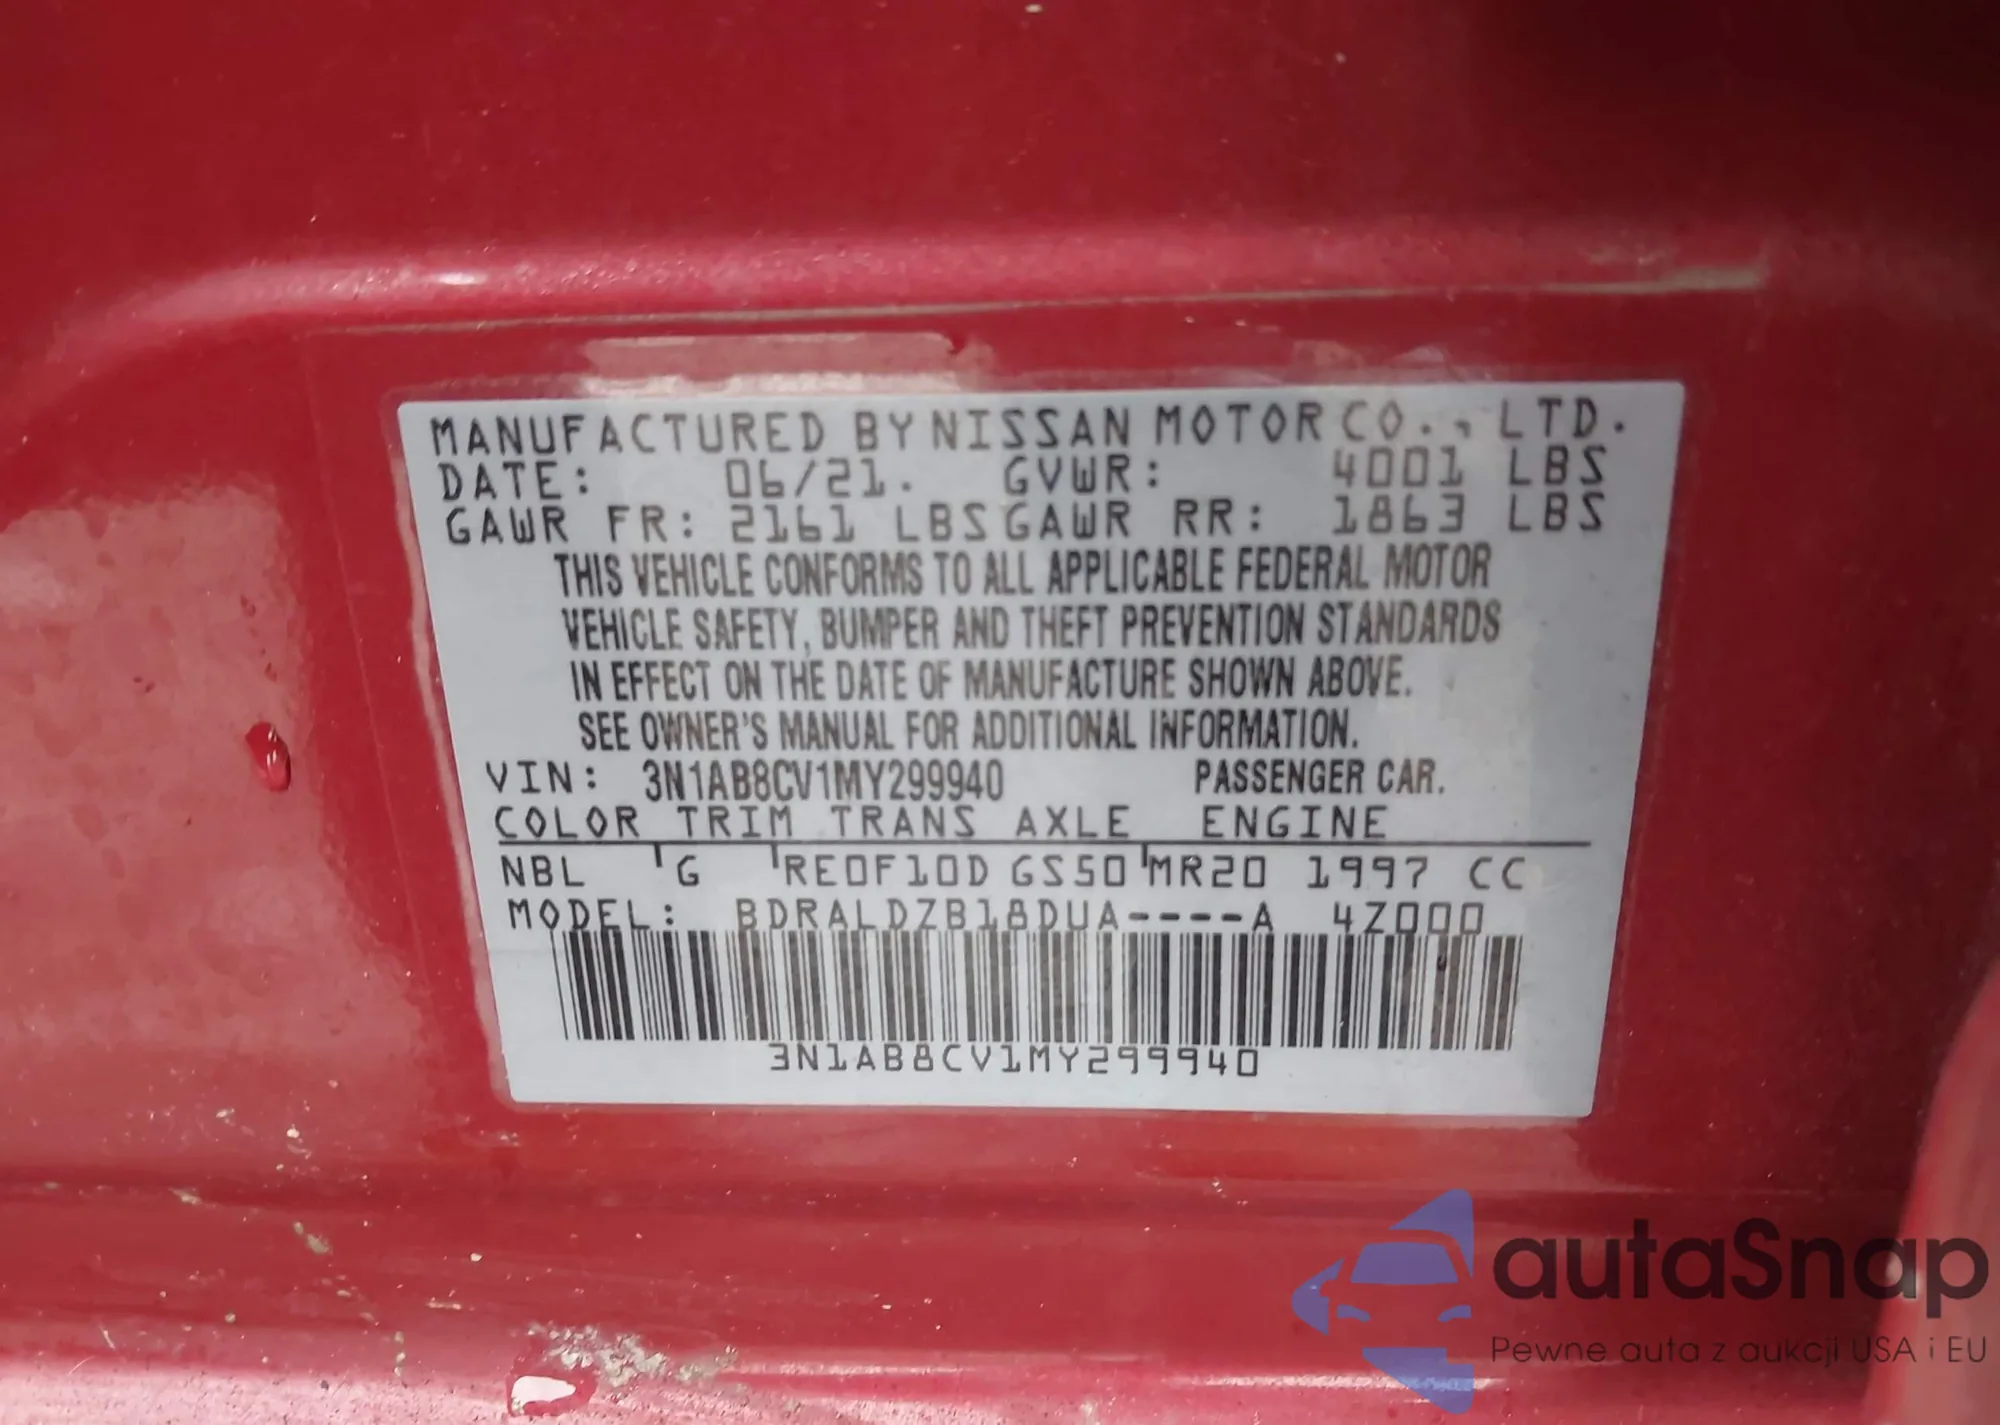 MANUFACTURED BY NISSAN MOTOR CO., LTD.
DATE: 06/21. GVWR: 4001 LBS
GAWR FR: 2161 LBS GAWR RR: 1863 LBS
THIS VEHICLE CONFORMS TO ALL APPLICABLE FEDERAL MOTOR
VEHICLE SAFETY, BUMPER AND THEFT PREVENTION STANDARDS
IN EFFECT ON THE DATE OF MANUFACTURE SHOWN ABOVE.
SEE OWNER'S MANUAL FOR ADDITIONAL INFORMATION.
VIN: 3N1AB8CV1MY299940 PASSENGER CAR.
COLOR TRIM TRANS AXLE ENGINE
NBL G RE0F10D GS50 MR20 1997 CC
MODEL: BDRALDZB18DUA----A 4Z000
3N1AB8CV1MY299940
autaSnap
Pewne auta z aukcji USA i EU